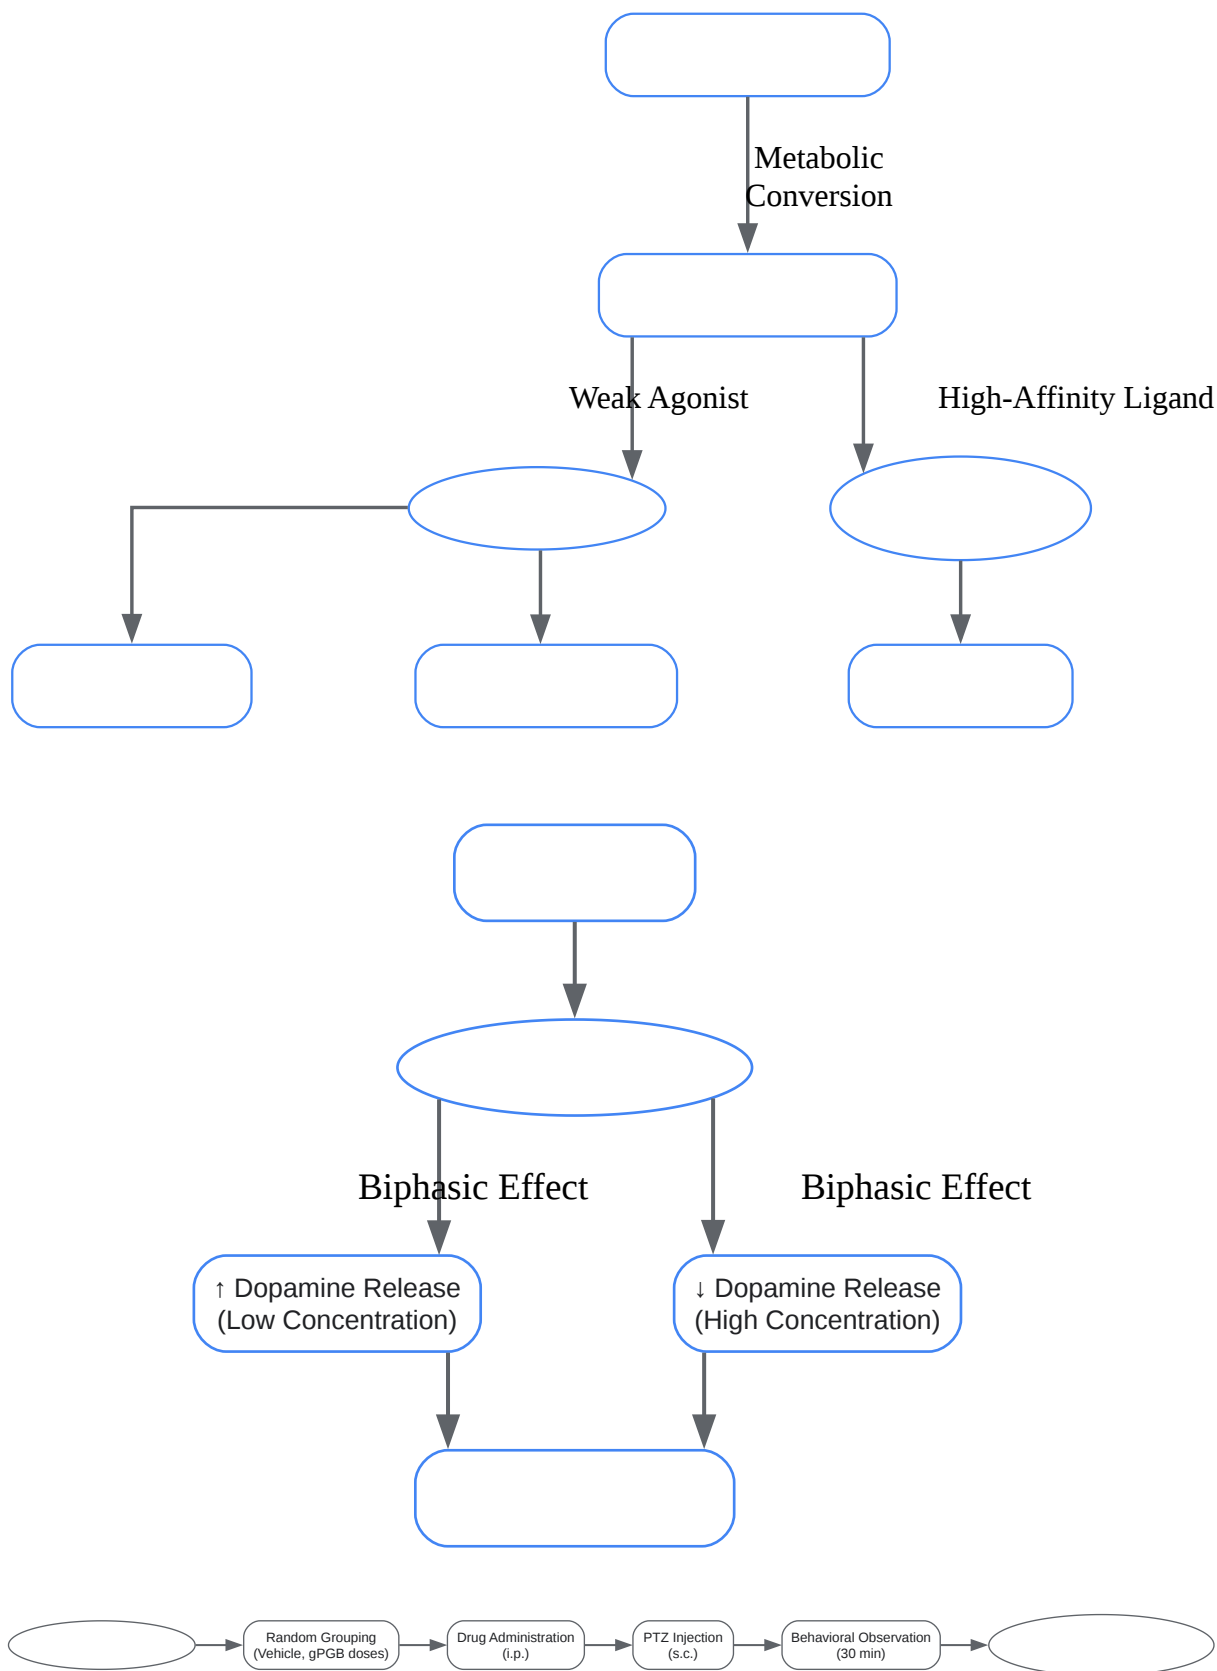 Metabolic
Conversion
Weak Agonist
High-Affinity Ligand
Biphasic Effect
Biphasic Effect
↑ Dopamine Release
(Low Concentration)
↓ Dopamine Release
(High Concentration)
Random Grouping
(Vehicle, gPGB doses)
Drug Administration
(i.p.)
PTZ Injection
(s.c.)
Behavioral Observation
(30 min)